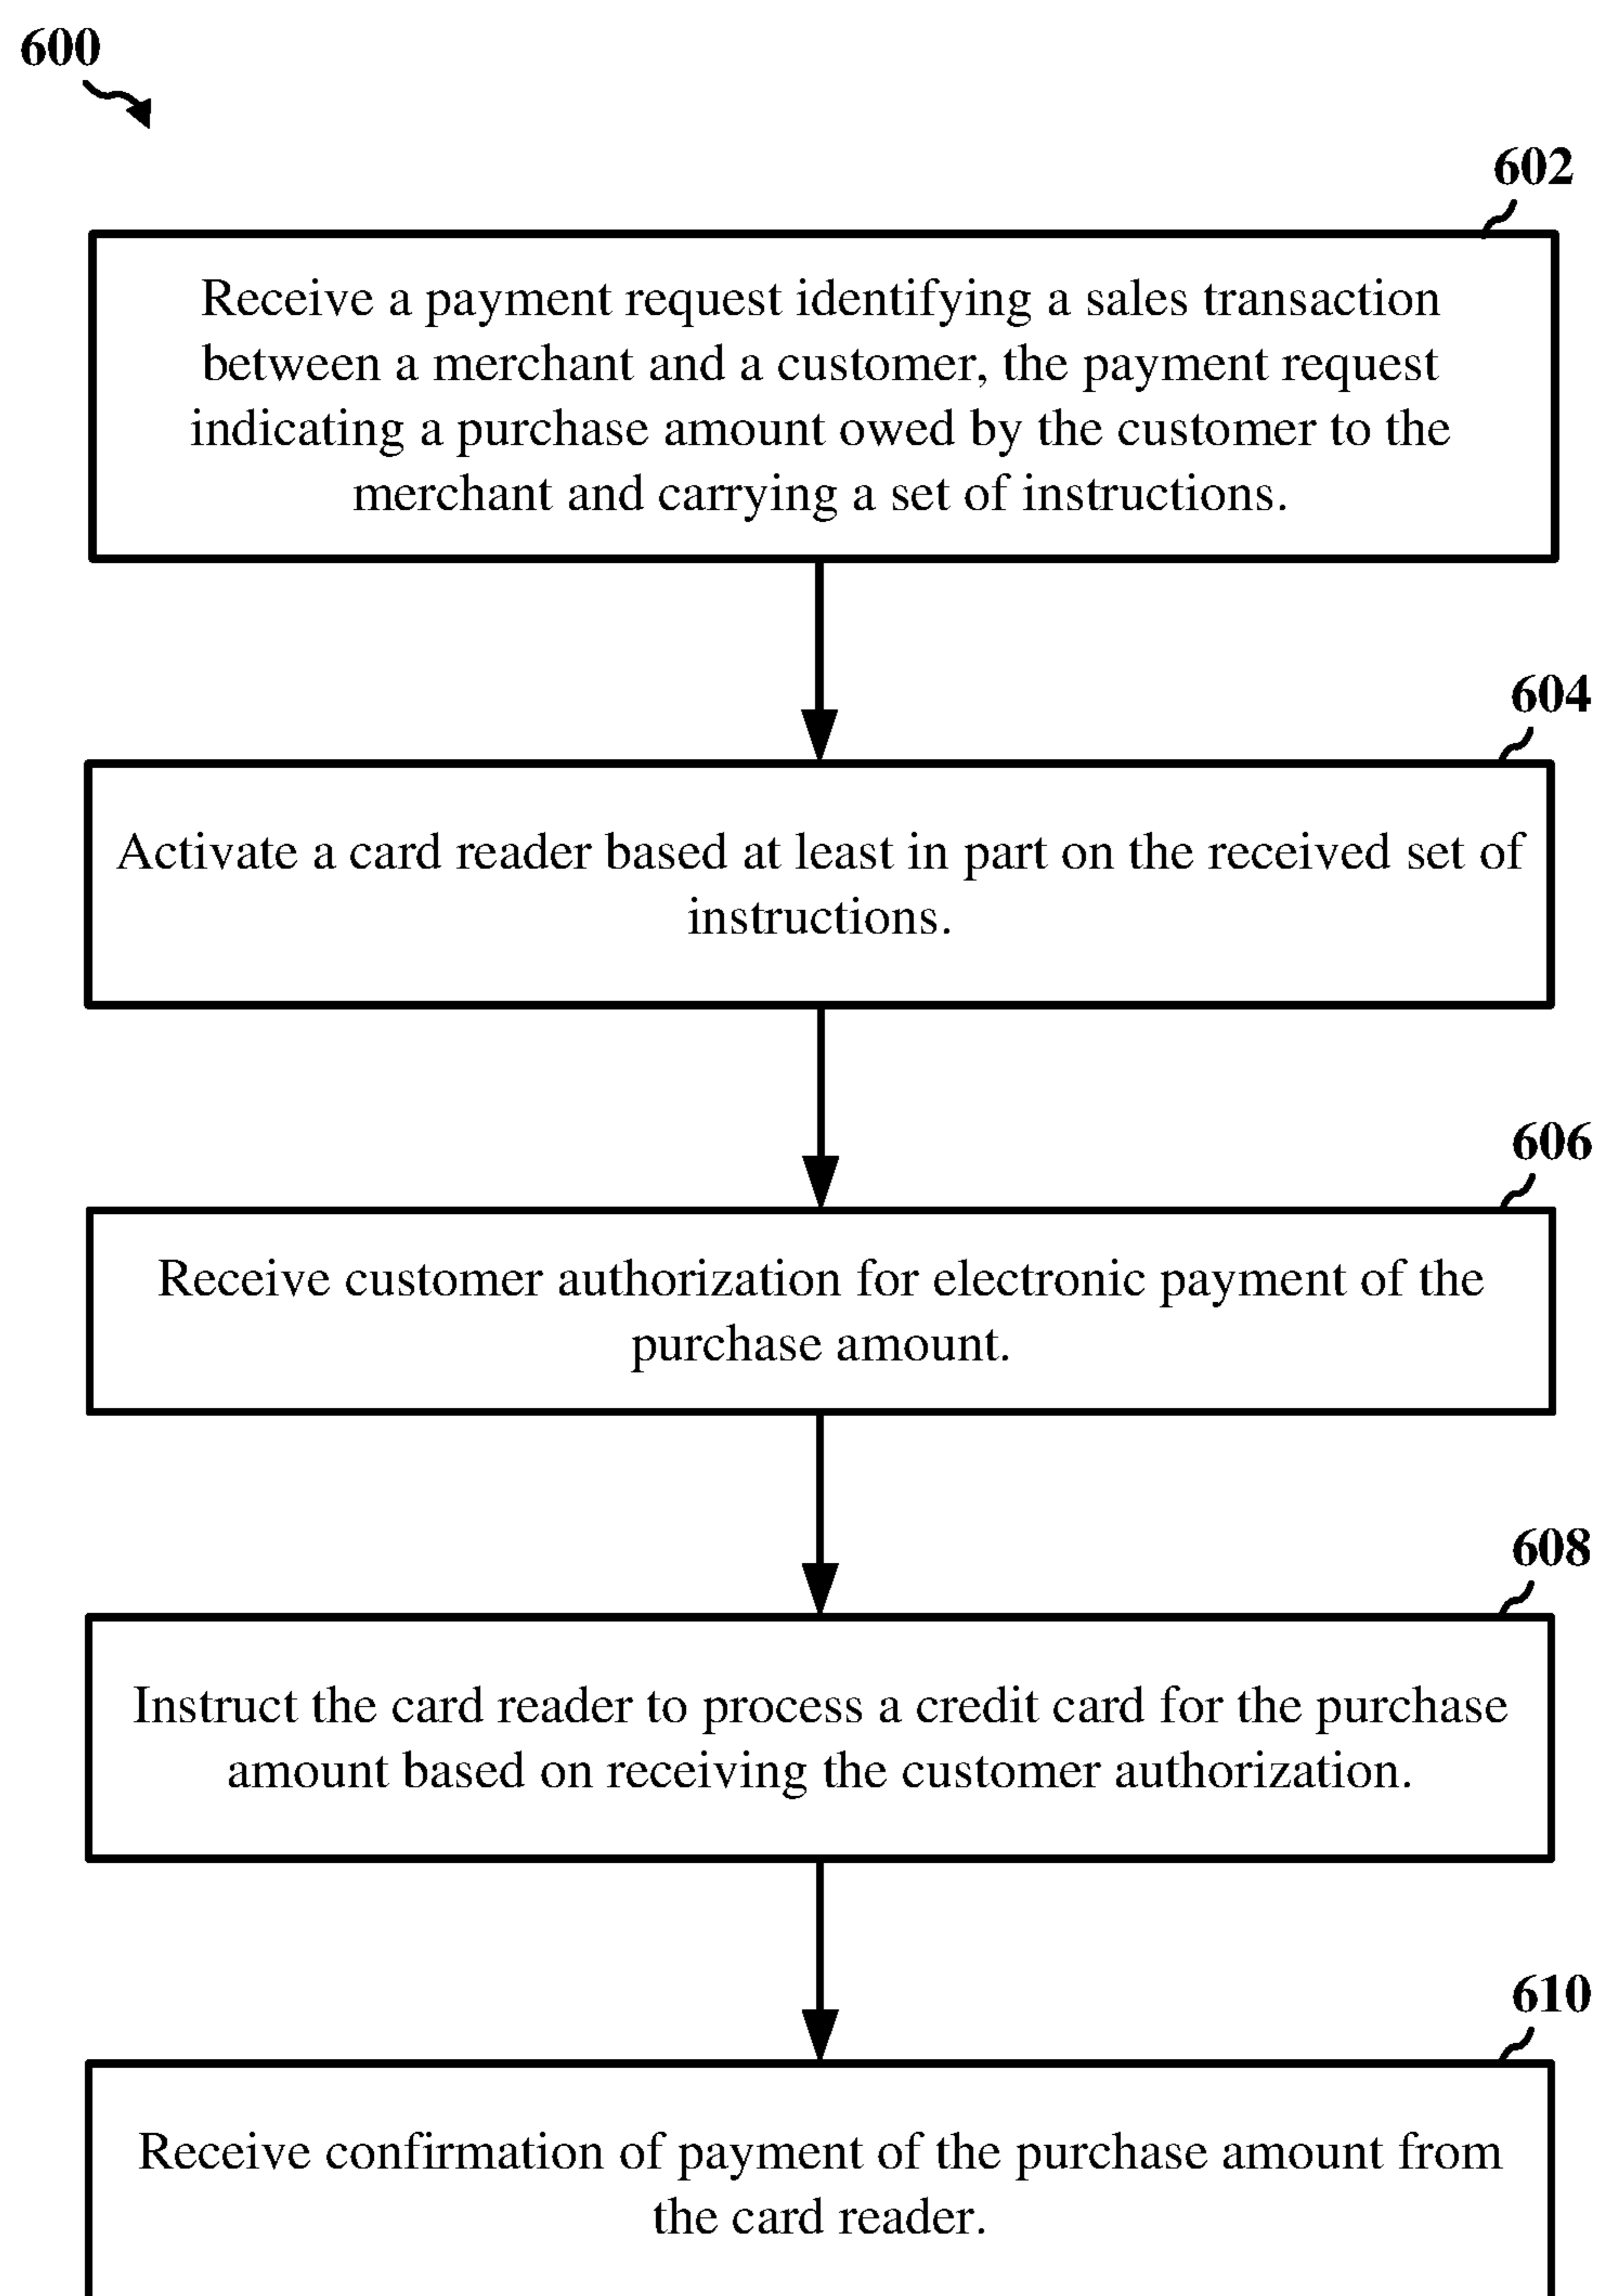 600
602
Receive a payment request identifying a sales transaction
between a merchant and a customer, the payment request
indicating a purchase amount owed by the customer to the
merchant and carrying a set of instructions.
604
Activate a card reader based at least in part on the received set of
instructions.
606
Receive customer authorization for electronic payment of the
purchase amount.
608
Instruct the card reader to process a credit card for the purchase
amount based on receiving the customer authorization.
610
Receive confirmation of payment of the purchase amount from
the card reader.